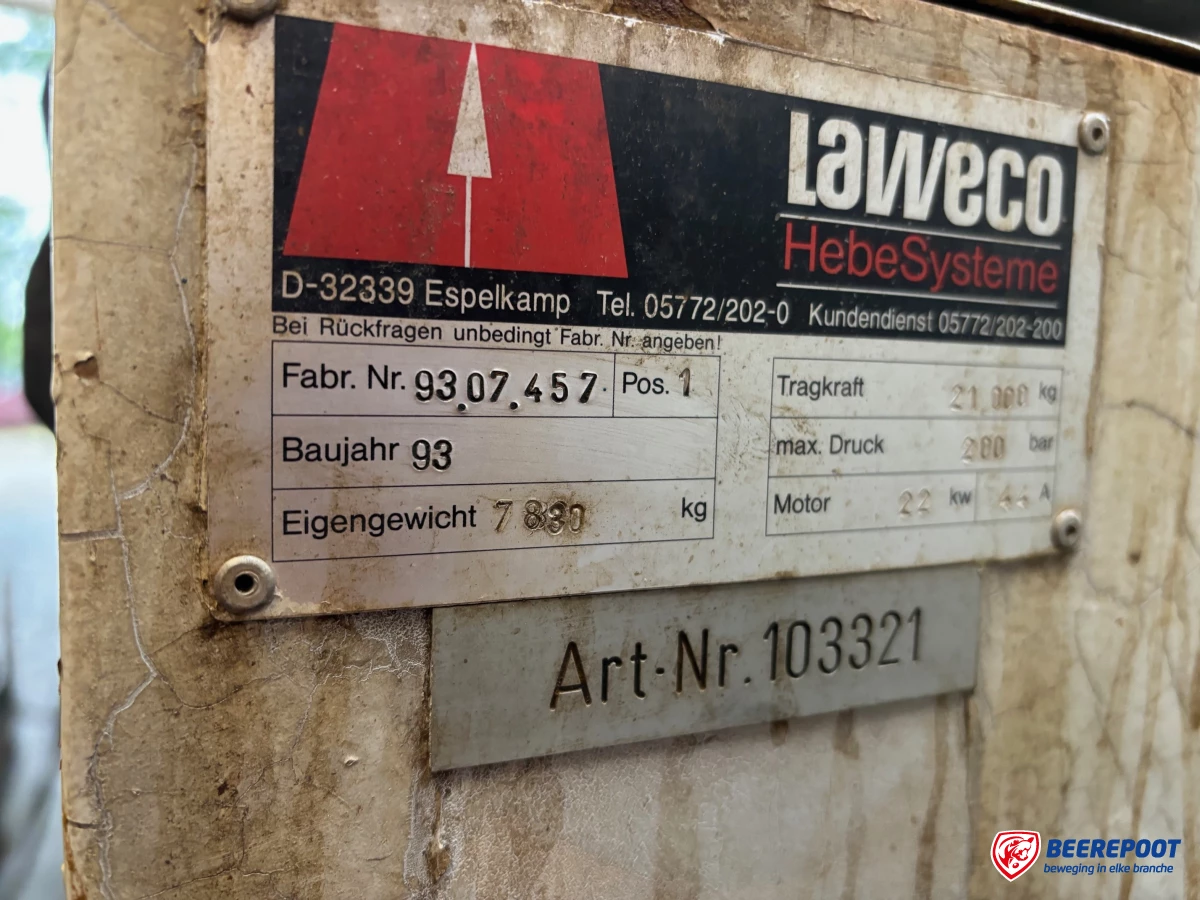 Laweco
HebeSysteme
D-32339 Espelkamp Tel. 05772/202-0 Kundendienst 05772/202-200
Bei Rückfragen unbedingt Fabr. Nr. angeben!
Fabr. Nr. 93.07.457. Pos. 1
Baujahr 93
Eigengewicht 7830 kg
Tragkraft 21 000 kg
max. Druck 200 bar
Motor 22 kw 44 A
Art-Nr. 103321
BEEREPOOT
beweging in elke branche